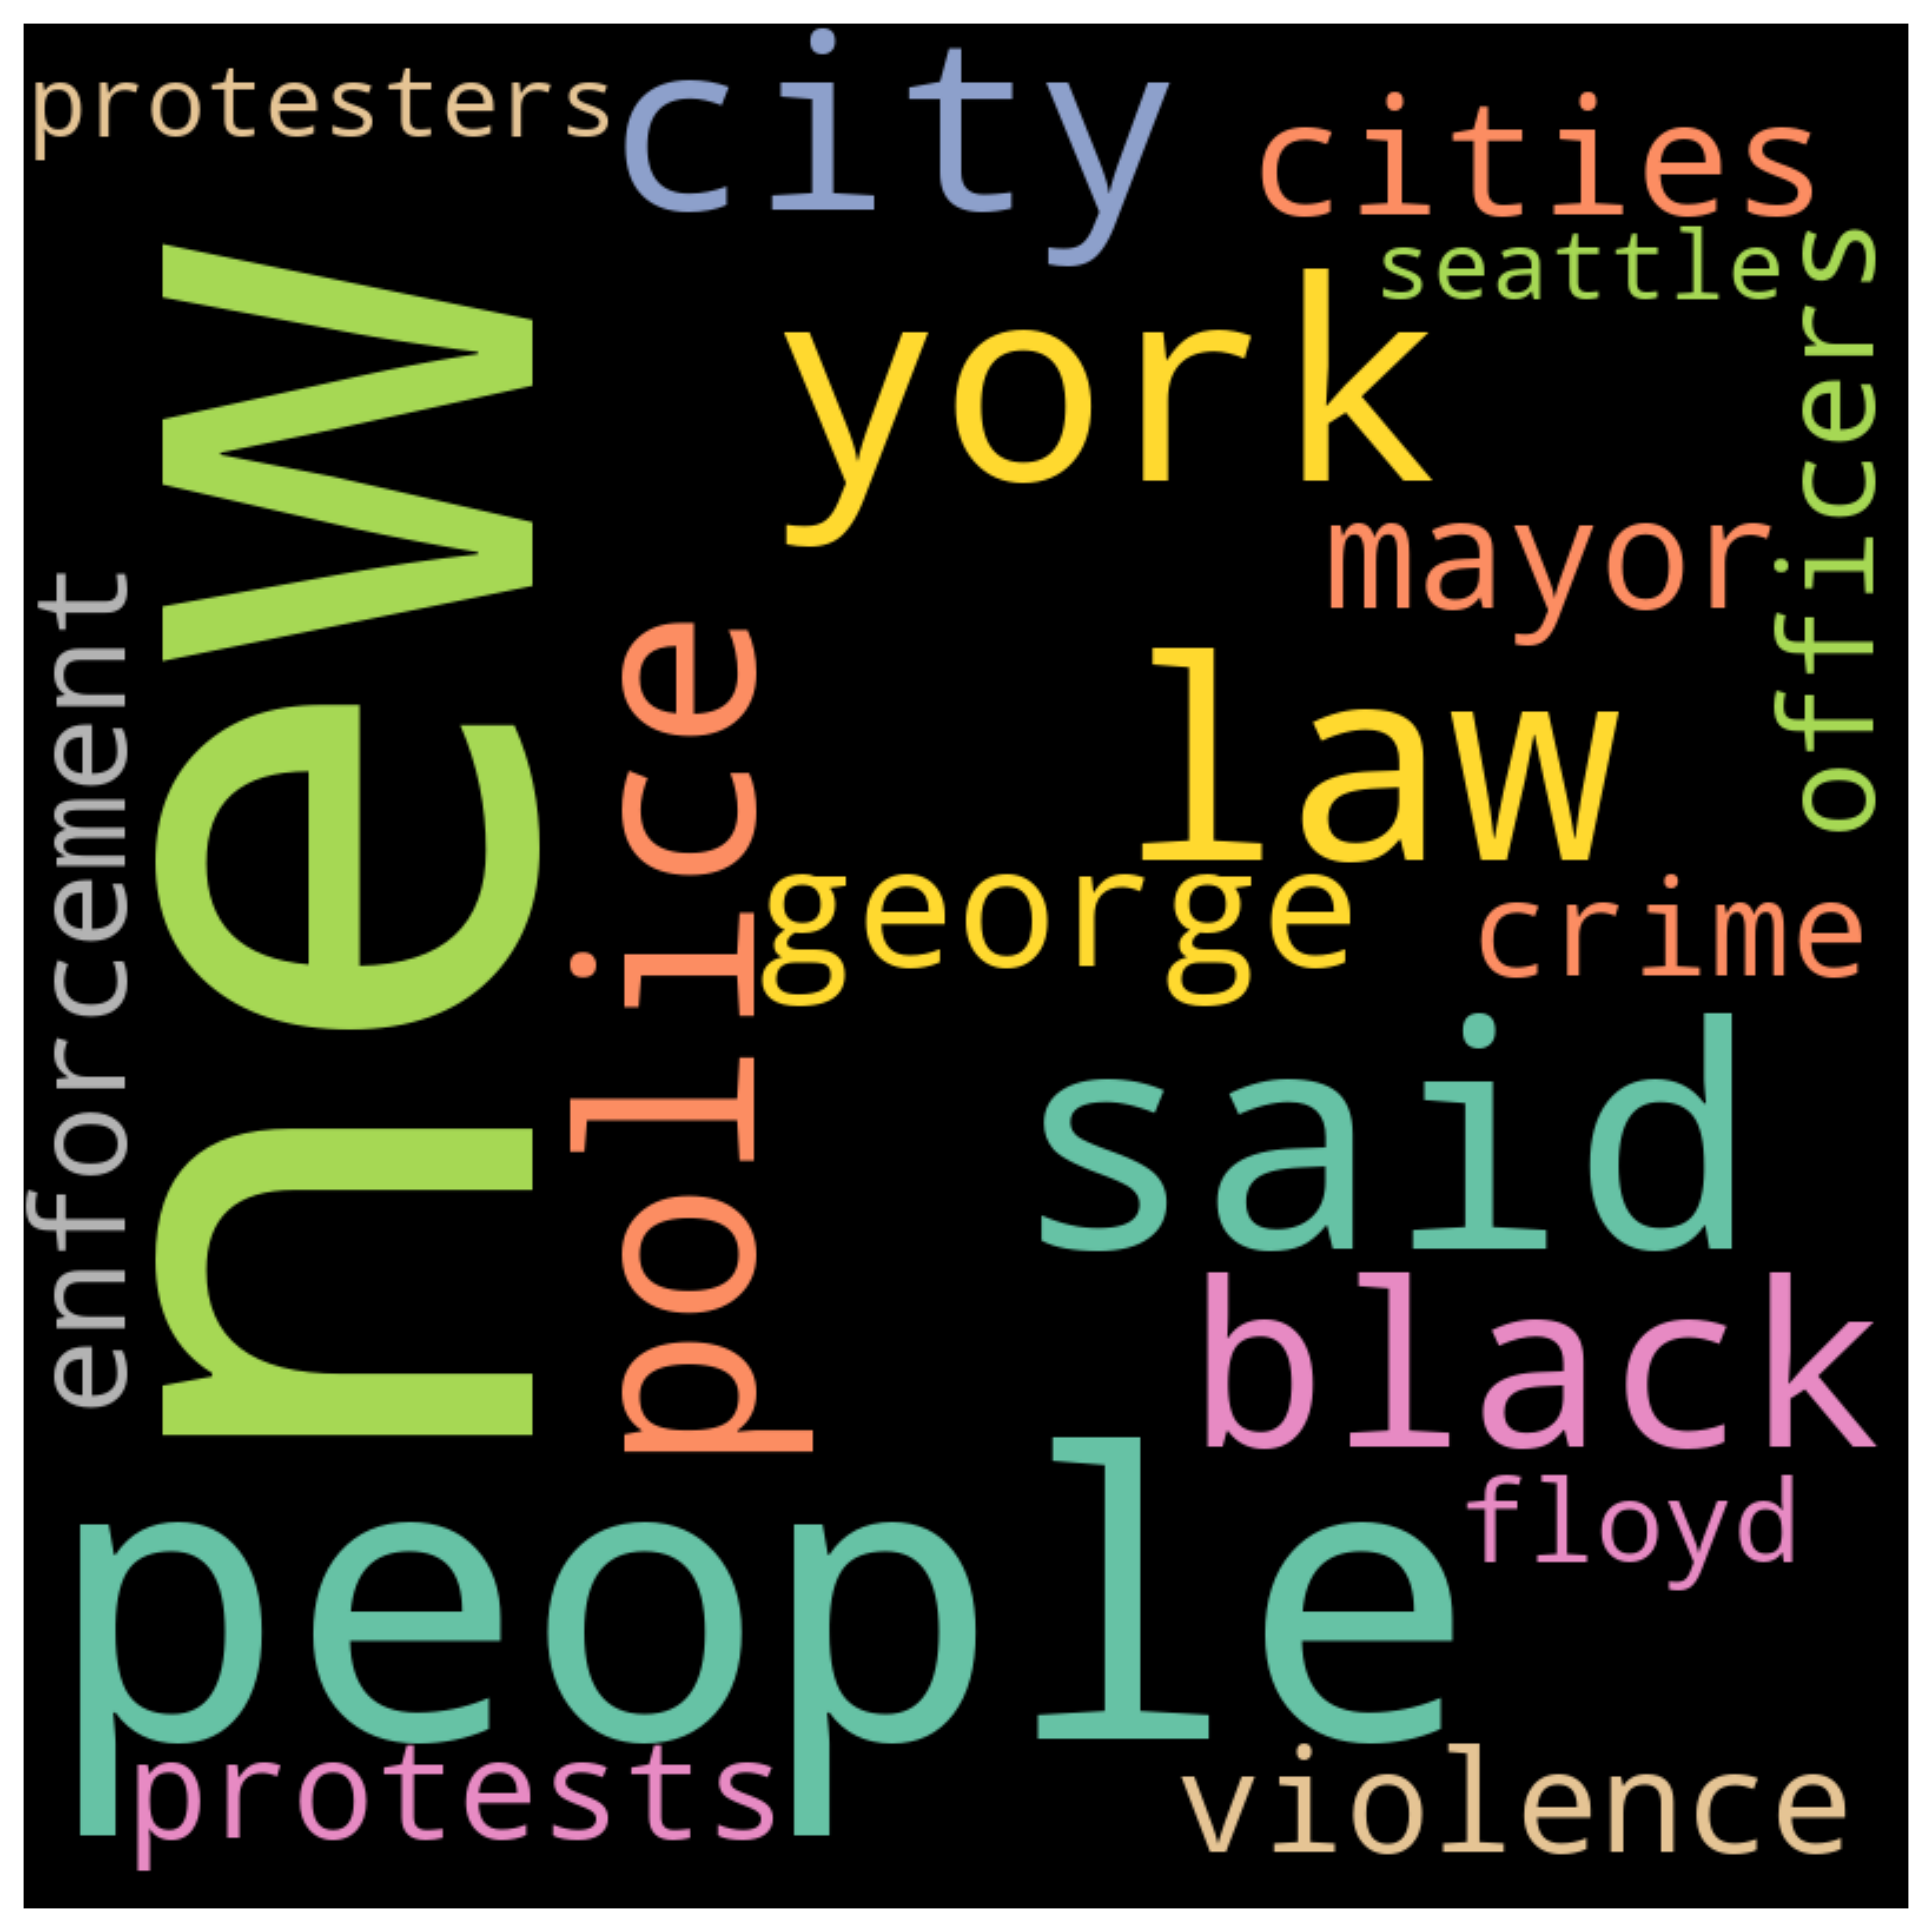 protesters
city
cities
seattle
officers
york
new
mayor
enforcement
police
law
george
crime
said
black
people
floyd
protests
violence